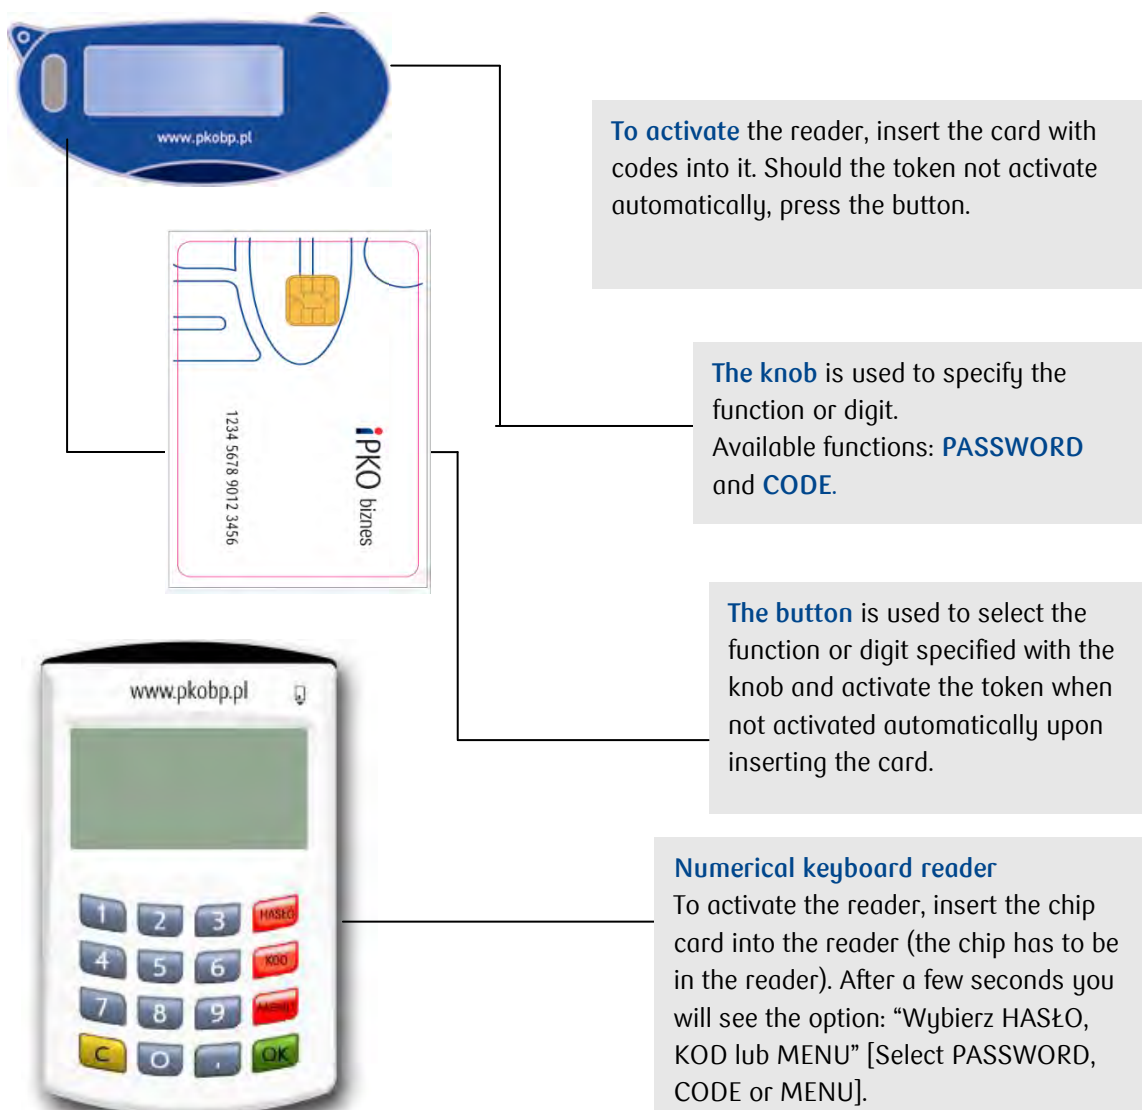 www.pkobp.pl
To activate the reader, insert the card with
codes into it. Should the token not activate
automatically, press the button.
1234 5678 9012 3456
iPKO biznes
The knob is used to specify the
function or digit.
Available functions: PASSWORD
and CODE.
The button is used to select the
function or digit specified with the
knob and activate the token when
not activated automatically upon
inserting the card.
www.pkobp.pl
1 2 3 HASŁO
4 5 6 KOD
7 8 9 MENU
C 0 , OK
Numerical keyboard reader
To activate the reader, insert the chip
card into the reader (the chip has to be
in the reader). After a few seconds you
will see the option: “Wybierz HASŁO,
KOD lub MENU” [Select PASSWORD,
CODE or MENU].